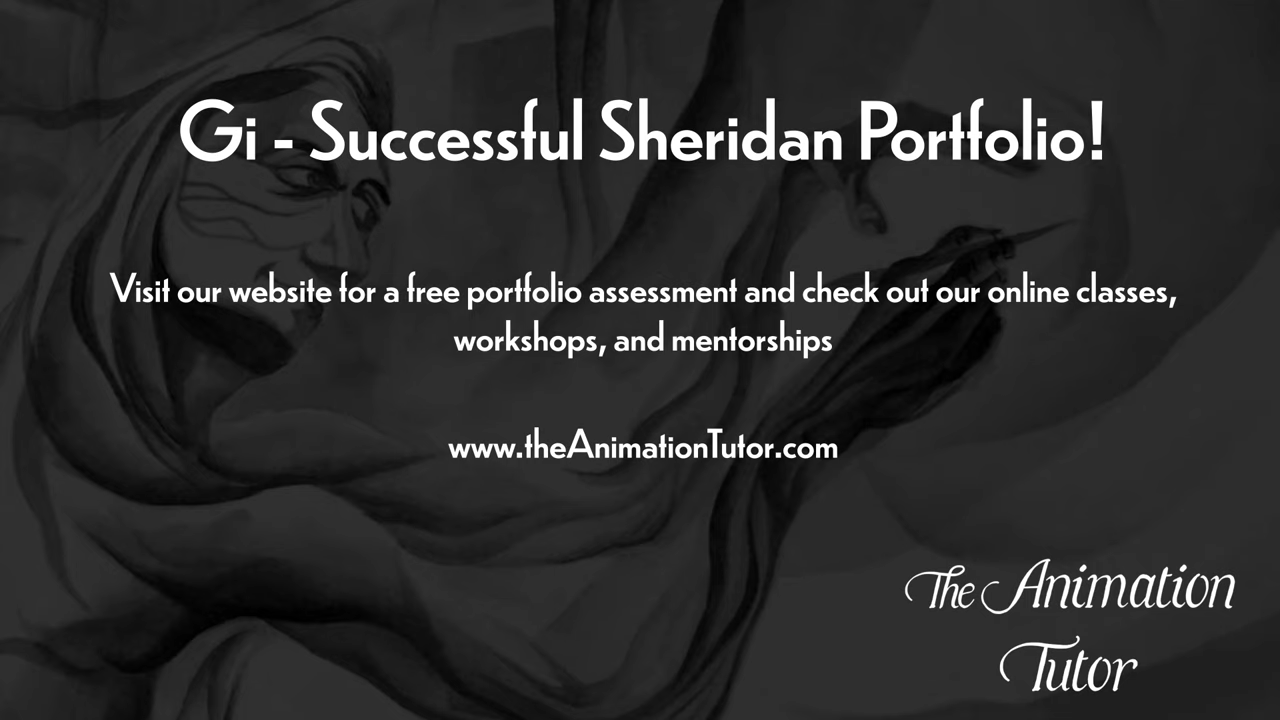 Gi - Successful Sheridan Portfolio!
Visit our website for a free portfolio assessment and check out our online classes,
workshops, and mentorships
www.theAnimationTutor.com
The Animation
Tutor